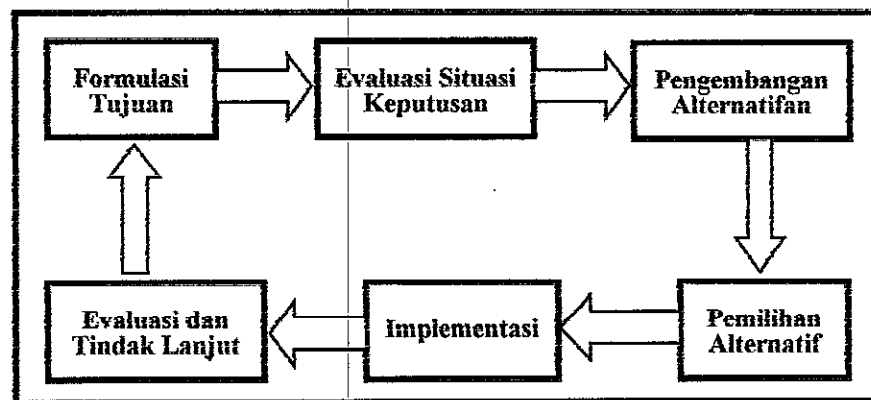 Formulasi
Tujuan
Evaluasi Situasi
Keputusan
Pengembangan
Alternatifan
Pemilihan
Alternatif
Implementasi
Evaluasi dan
Tindak Lanjut